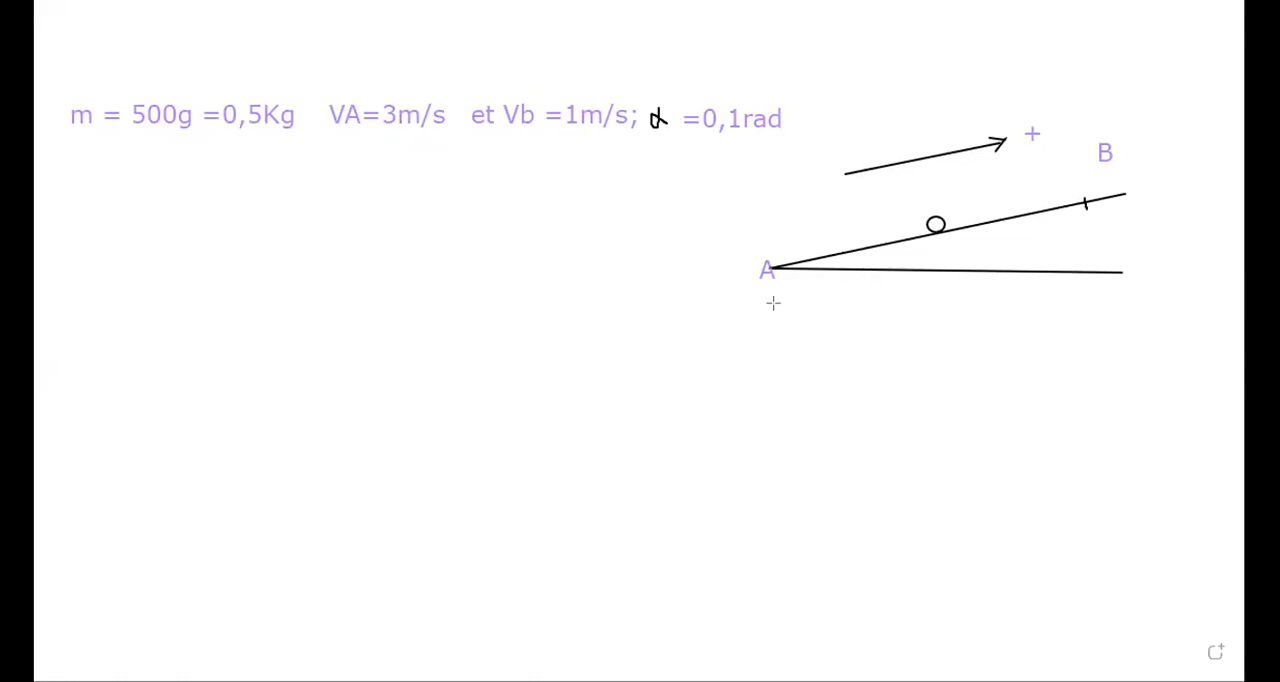 m = 500g =0,5Kg VA=3m/s et Vb =1m/s; α =0,1rad
+
B
A